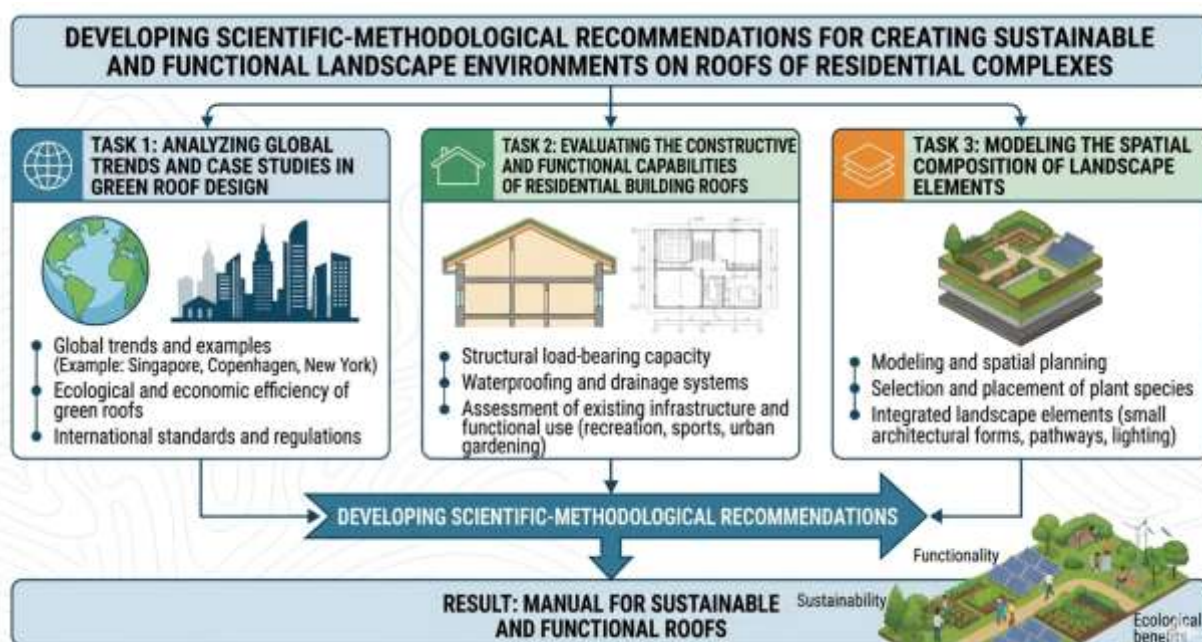 DEVELOPING SCIENTIFIC-METHODOLOGICAL RECOMMENDATIONS FOR CREATING SUSTAINABLE
AND FUNCTIONAL LANDSCAPE ENVIRONMENTS ON ROOFS OF RESIDENTIAL COMPLEXES
TASK 1: ANALYZING GLOBAL
TRENDS AND CASE STUDIES IN
GREEN ROOF DESIGN
Global trends and examples
(Example: Singapore, Copenhagen, New York)
Ecological and economic efficiency of
green roofs
International standards and regulations
TASK 2: EVALUATING THE CONSTRUCTIVE
AND FUNCTIONAL CAPABILITIES
OF RESIDENTIAL BUILDING ROOFS
Structural load-bearing capacity
Waterproofing and drainage systems
Assessment of existing infrastructure and
functional use (recreation, sports, urban
gardening)
TASK 3: MODELING THE SPATIAL
COMPOSITION OF LANDSCAPE
ELEMENTS
Modeling and spatial planning
Selection and placement of plant species
Integrated landscape elements (small
architectural forms, pathways, lighting)
DEVELOPING SCIENTIFIC-METHODOLOGICAL RECOMMENDATIONS
RESULT: MANUAL FOR SUSTAINABLE
AND FUNCTIONAL ROOFS
Functionality
Sustainability
Ecological
benefits